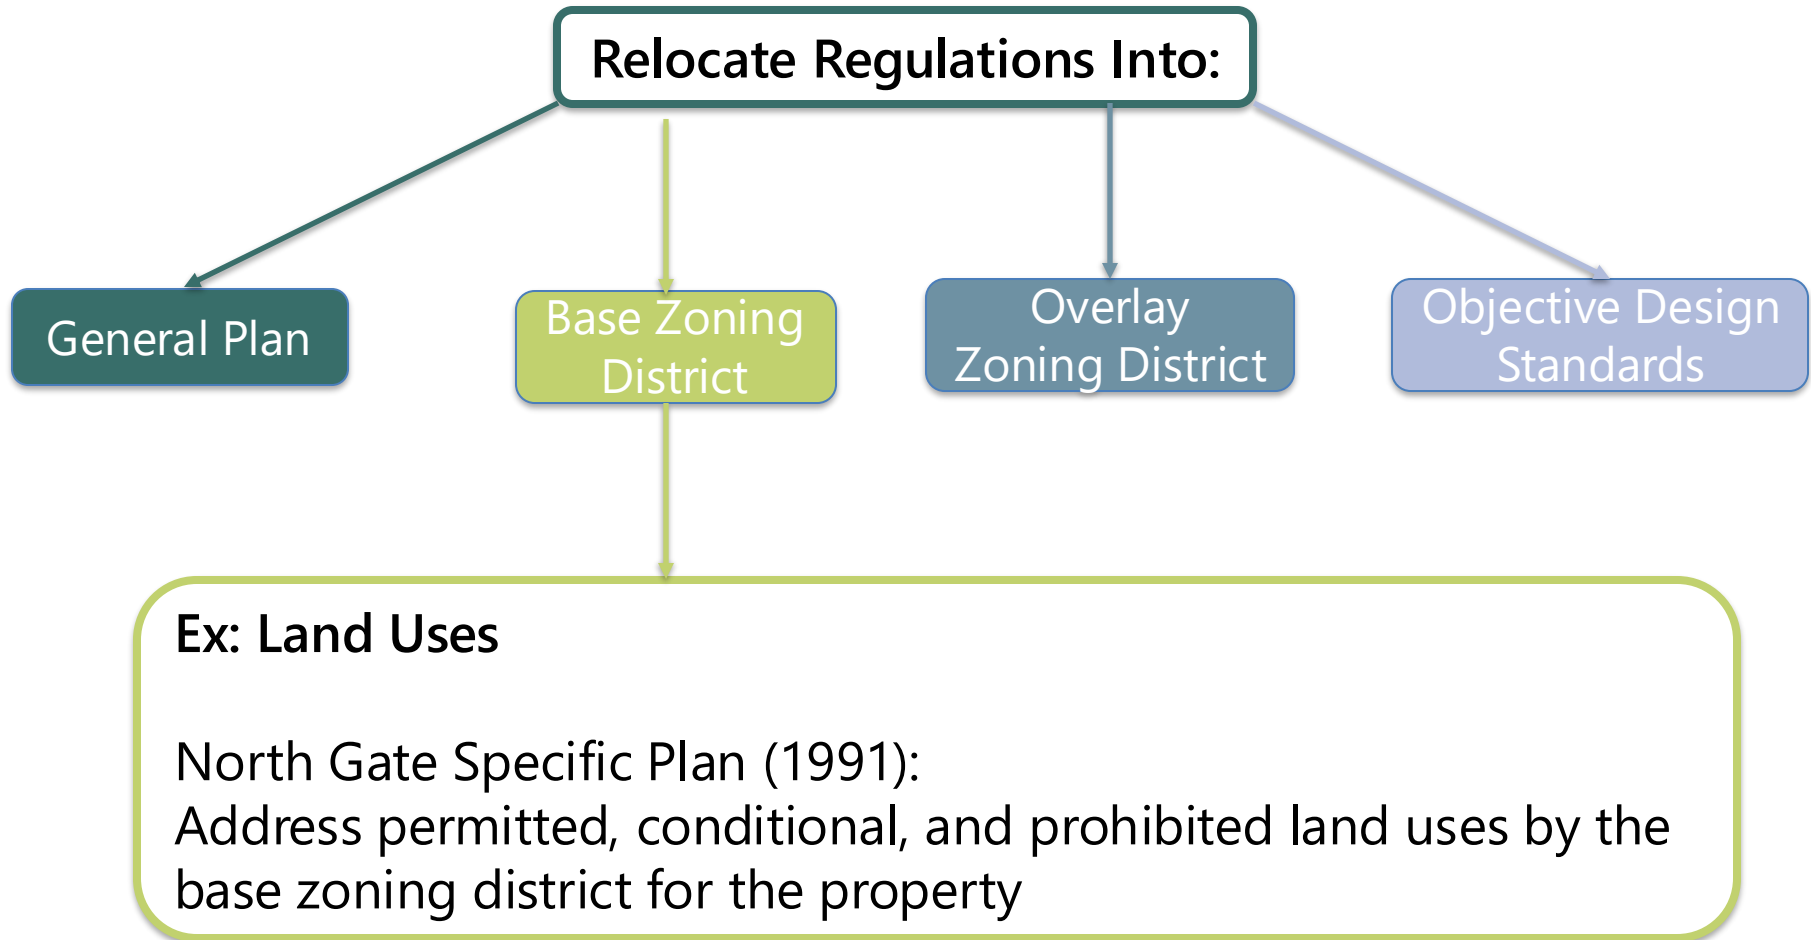 Relocate Regulations Into:
General Plan
Base Zoning
District
Overlay
Zoning District
Objective Design
Standards
Ex: Land Uses
North Gate Specific Plan (1991):
Address permitted, conditional, and prohibited land uses by the
base zoning district for the property